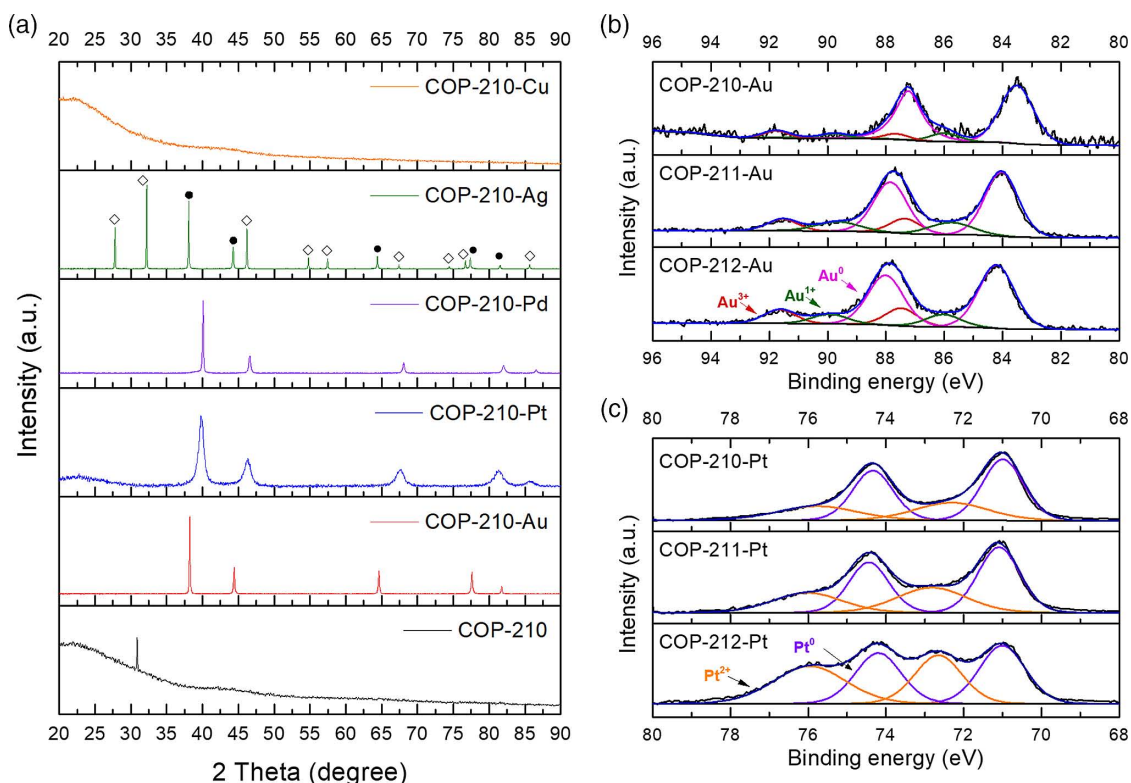 (a)
20 25 30 35 40 45 50 55 60 65 70 75 80 85 90
COP-210-Cu
COP-210-Ag
COP-210-Pd
COP-210-Pt
COP-210-Au
COP-210
Intensity (a.u.)
20 25 30 35 40 45 50 55 60 65 70 75 80 85 90
2 Theta (degree)
(b)
96 94 92 90 88 86 84 82 80
COP-210-Au
COP-211-Au
COP-212-Au
Au3+
Au1+
Au0
Intensity (a.u.)
96 94 92 90 88 86 84 82 80
Binding energy (eV)
(c)
80 78 76 74 72 70 68
COP-210-Pt
COP-211-Pt
COP-212-Pt
Pt2+
Pt0
Intensity (a.u.)
80 78 76 74 72 70 68
Binding energy (eV)